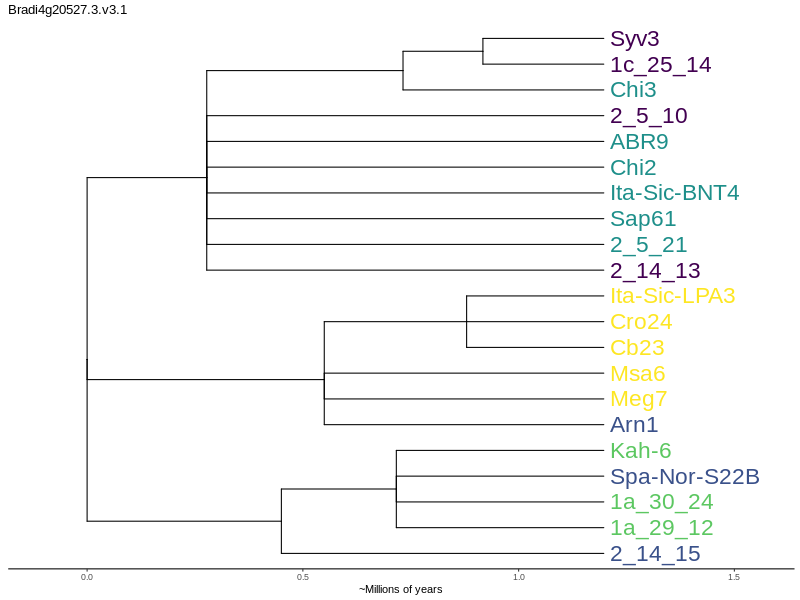 Bradi4g20527.3.v3.1
Syv3
1c_25_14
Chi3
2_5_10
ABR9
Chi2
Ita-Sic-BNT4
Sap61
2_5_21
2_14_13
Ita-Sic-LPA3
Cro24
Cb23
Msa6
Meg7
Arn1
Kah-6
Spa-Nor-S22B
1a_30_24
1a_29_12
2_14_15
0.0 0.5 1.0 1.5
~Millions of years